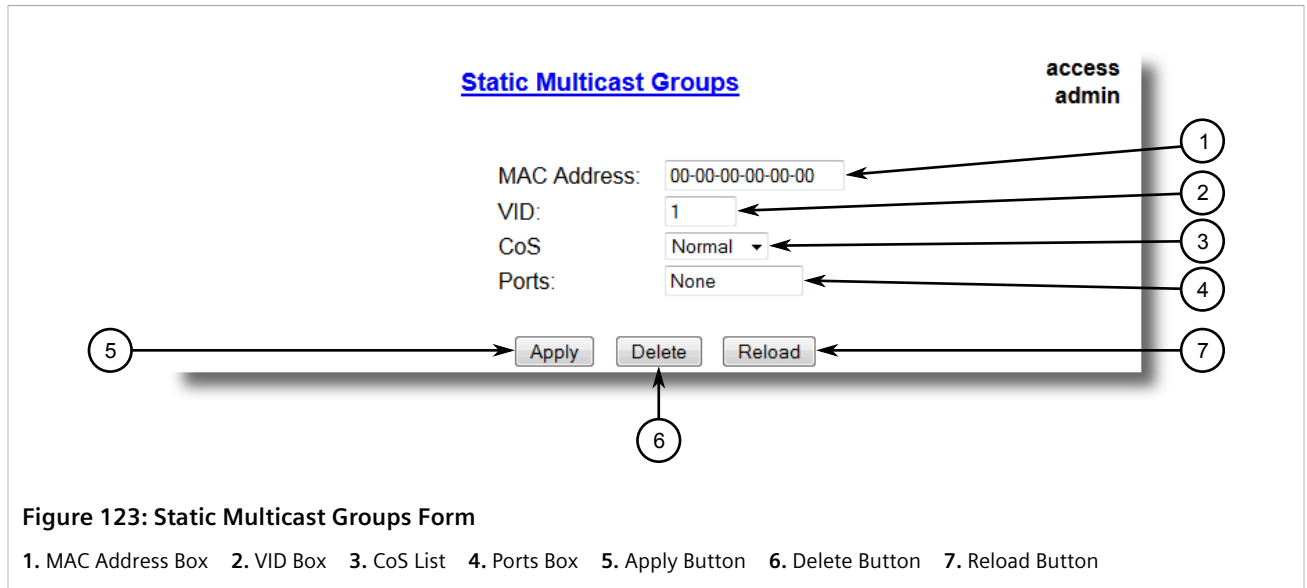 Static Multicast Groups
access
admin
1
MAC Address: 00-00-00-00-00-00
2
VID: 1
3
CoS Normal
4
Ports: None
5
Apply Delete Reload
7
6
Figure 123: Static Multicast Groups Form
1. MAC Address Box 2. VID Box 3. CoS List 4. Ports Box 5. Apply Button 6. Delete Button 7. Reload Button